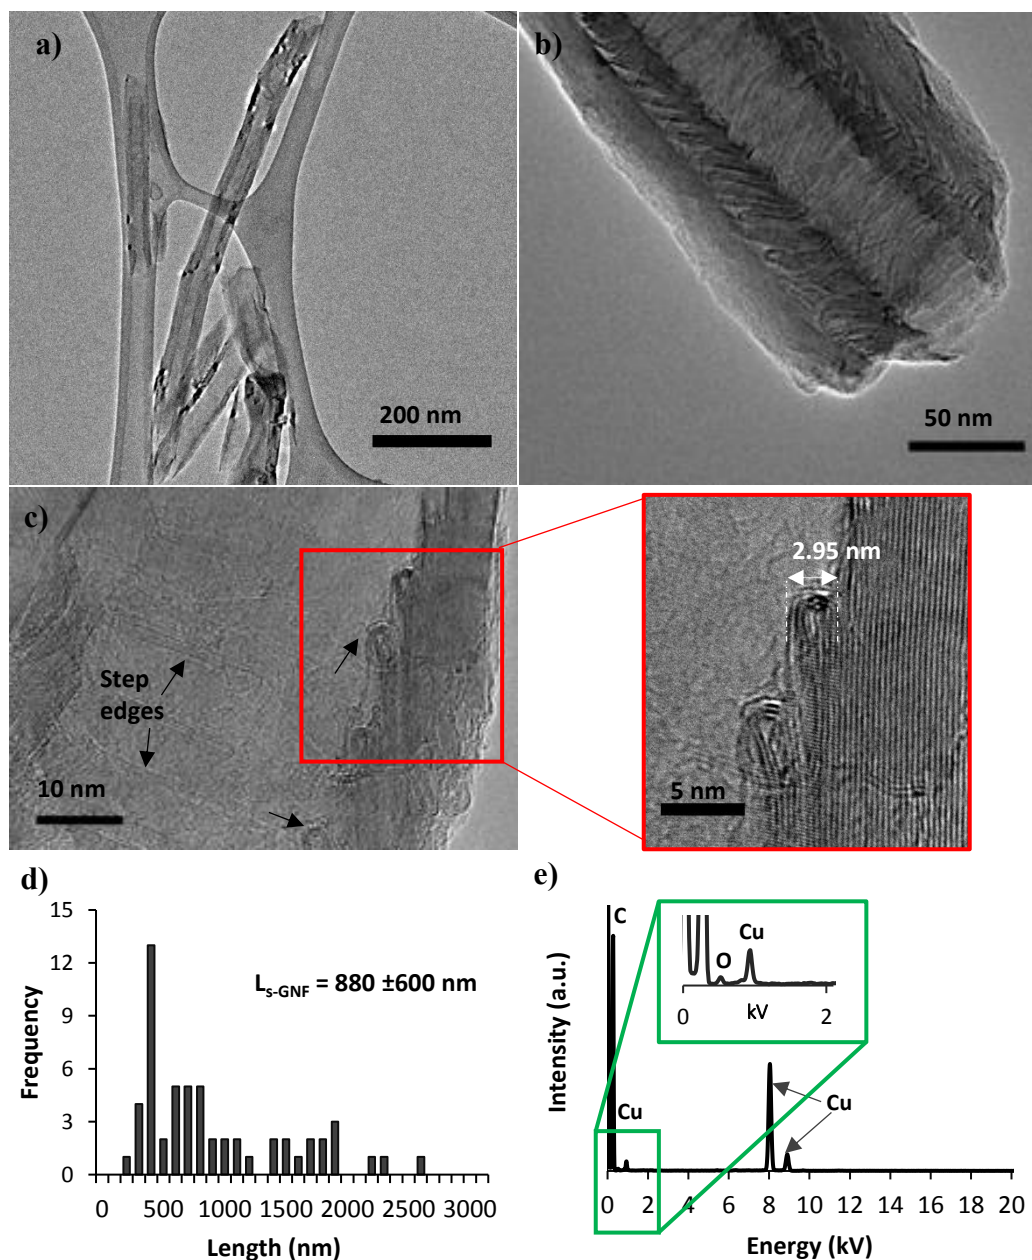 a)
200 nm
b)
50 nm
c)
Step
edges
10 nm
2.95 nm
5 nm
d)
15
12
9
6
3
0
Frequency
L_s-GNF = 880 ±600 nm
0 500 1000 1500 2000 2500 3000
Length (nm)
e)
C
Cu
O
Cu
0 kV 2
Cu
Intensity (a.u.)
0 2 4 6 8 10 12 14 16 18 20
Energy (kV)